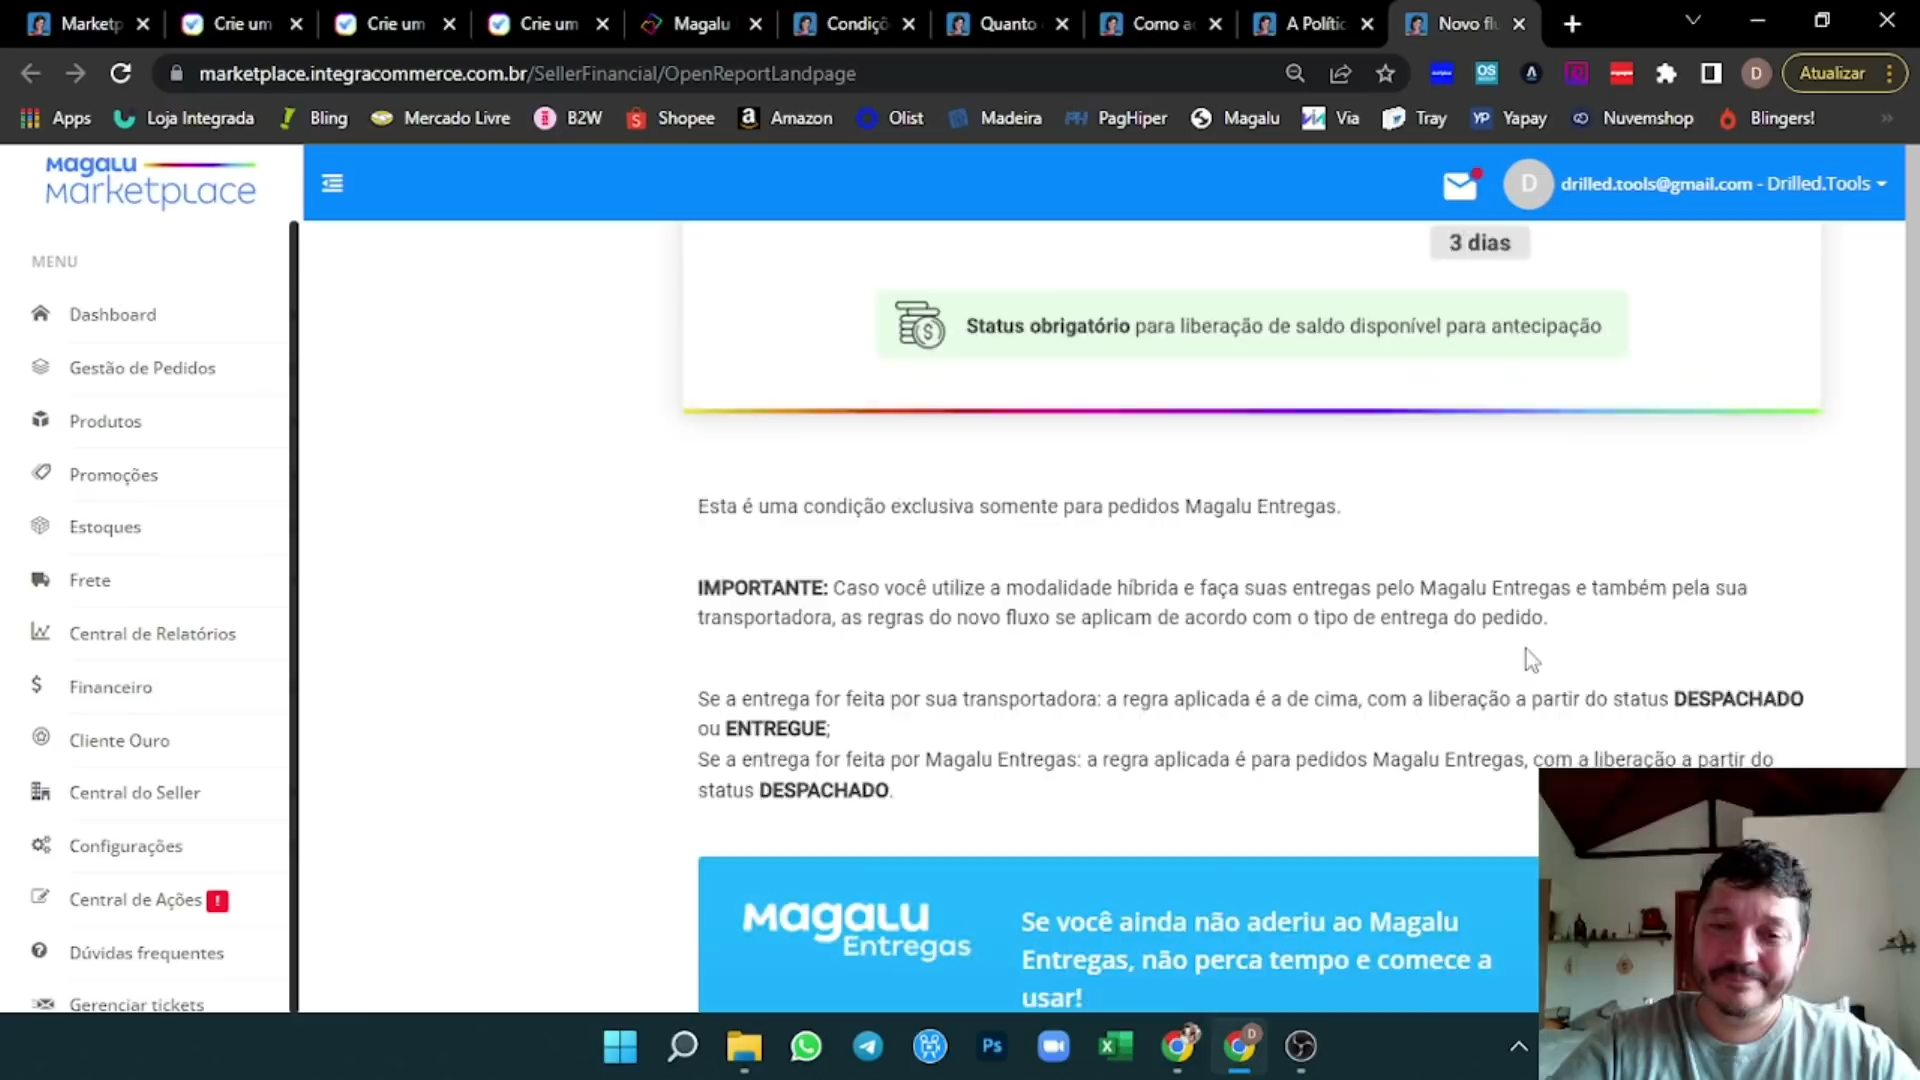 Marketp
Crie um
Crie um
Crie um
Magalu
Condiçõ
Quanto
Como a
A Polític
Novo flu
marketplace.integracommerce.com.br/SellerFinancial/OpenReportLandpage
D
Atualizar
Apps
Loja Integrada
Bling
Mercado Livre
B2W
Shopee
Amazon
Olist
Madeira
PagHiper
Magalu
Via
Tray
Yapay
Nuvemshop
Blingers!
Magalu
Marketplace
D
drilled.tools@gmail.com - Drilled.Tools
MENU
Dashboard
Gestão de Pedidos
Produtos
Promoções
Estoques
Frete
Central de Relatórios
Financeiro
Cliente Ouro
Central do Seller
Configurações
Central de Ações !
Dúvidas frequentes
Gerenciar tickets
3 dias
Status obrigatório para liberação de saldo disponível para antecipação
Esta é uma condição exclusiva somente para pedidos Magalu Entregas.
IMPORTANTE: Caso você utilize a modalidade híbrida e faça suas entregas pelo Magalu Entregas e também pela sua
transportadora, as regras do novo fluxo se aplicam de acordo com o tipo de entrega do pedido.
Se a entrega for feita por sua transportadora: a regra aplicada é a de cima, com a liberação a partir do status DESPACHADO
ou ENTREGUE;
Se a entrega for feita por Magalu Entregas: a regra aplicada é para pedidos Magalu Entregas, com a liberação a partir do
status DESPACHADO.
Magalu
Entregas
Se você ainda não aderiu ao Magalu
Entregas, não perca tempo e comece a
usar!
Ps